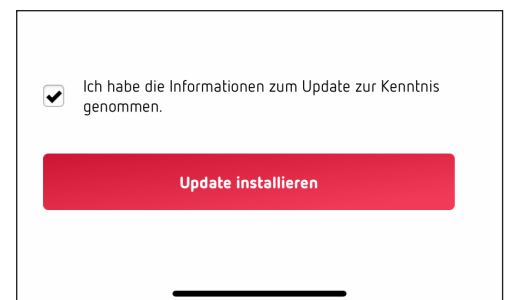 Ich habe die Informationen zum Update zur Kenntnis
genommen.
Update installieren